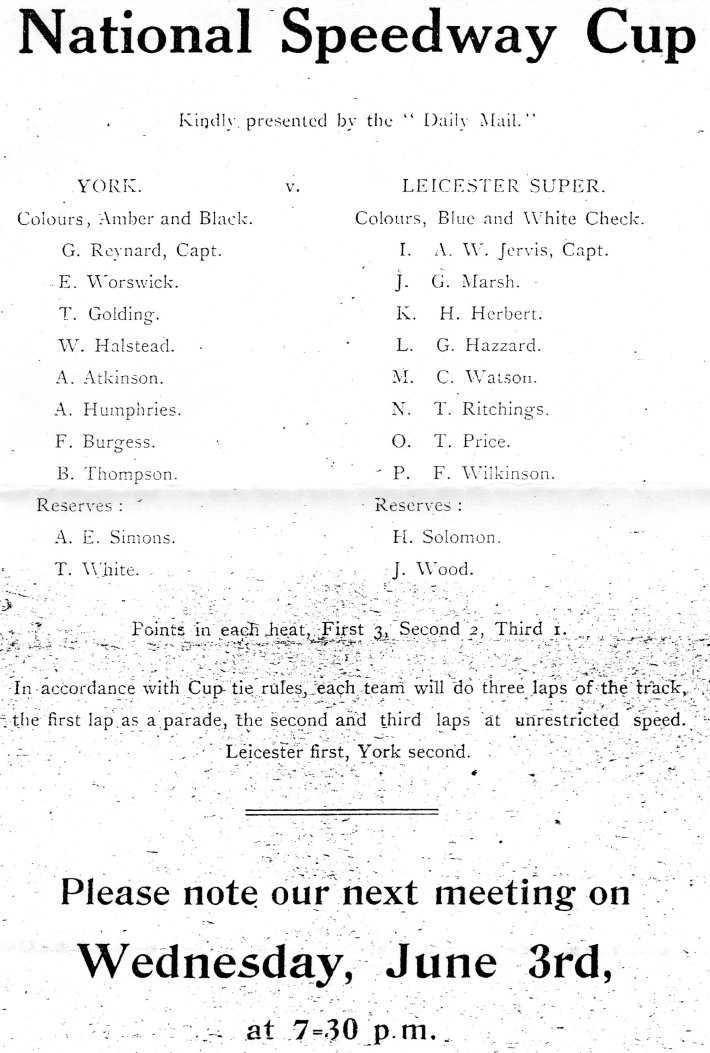 National Speedway Cup
Kindly presented by the "Daily Mail."
YORK. v. LEICESTER SUPER.
Colours, Amber and Black. Colours, Blue and White Check.
G. Reynard, Capt. I. A. W. Jervis, Capt.
E. Worswick. J. G. Marsh.
T. Golding. K. H. Herbert.
W. Halstead. L. G. Hazzard.
A. Atkinson. M. C. Watson.
A. Humphries. N. T. Ritchings.
F. Burgess. O. T. Price.
B. Thompson. P. F. Wilkinson.
Reserves : Reserves :
A. E. Simons. H. Solomon.
T. White. J. Wood.
Points in each heat, First 3, Second 2, Third 1.
In accordance with Cup tie rules, each team will do three laps of the track,
the first lap as a parade, the second and third laps at unrestricted speed.
Leicester first, York second.
Please note our next meeting on
Wednesday, June 3rd,
at 7-30 p.m.